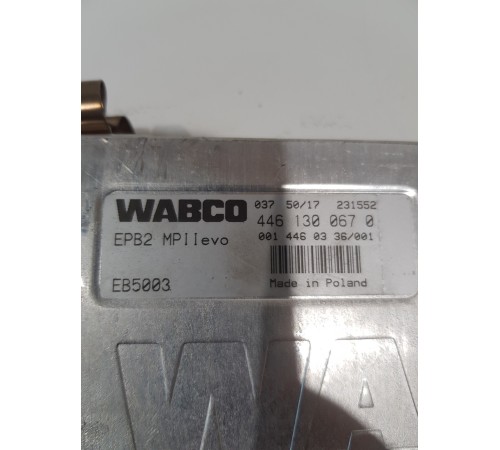 WABCO 037 50/17 231552
446 130 067 0
EPB2 MPIIevo 001 446 03 36/001
EB5003 Made in Poland
WA